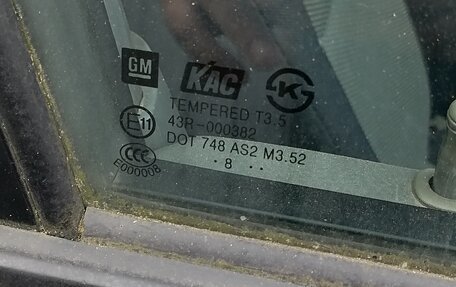 GM KAC K
TEMPERED T3.5
E11 43R-000382
DOT 748 AS2 M3.52
CCC
E000008
. 8 . .